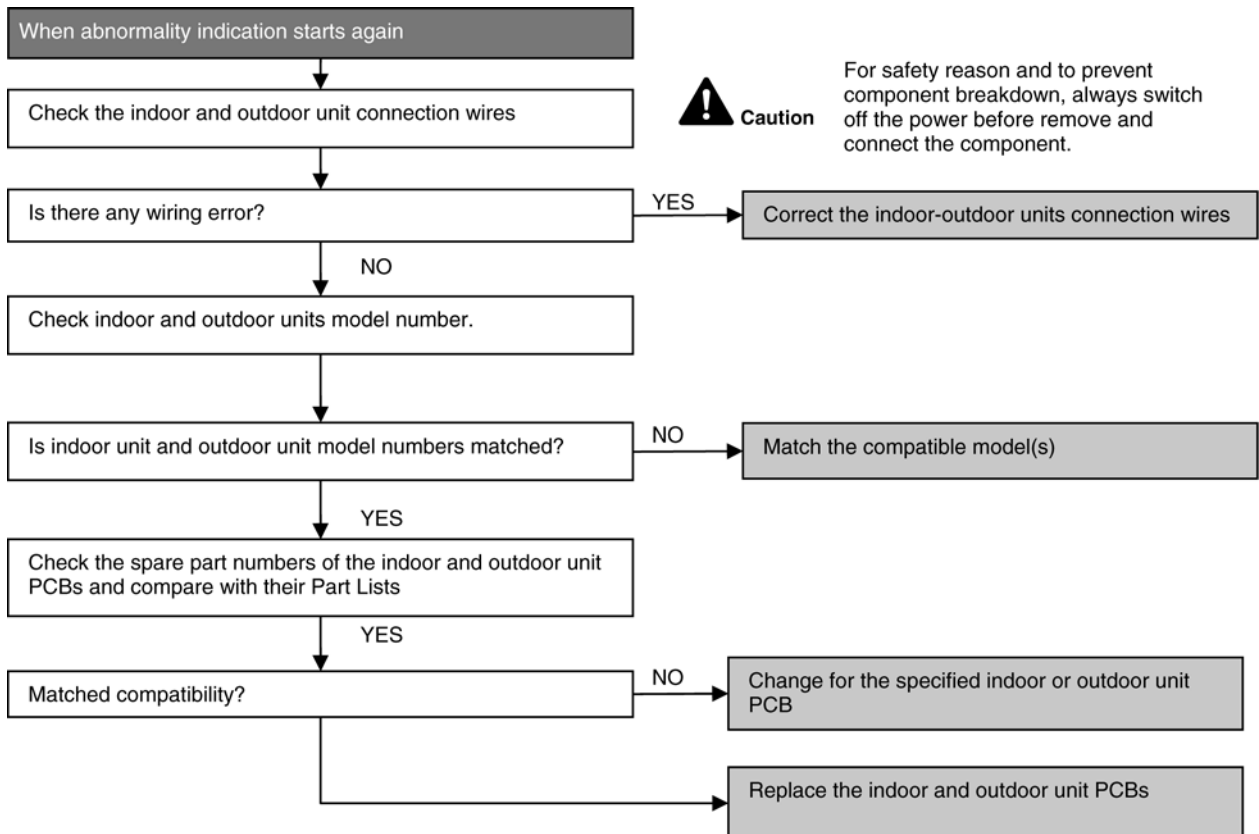 When abnormality indication starts again
Check the indoor and outdoor unit connection wires
Caution
For safety reason and to prevent
component breakdown, always switch
off the power before remove and
connect the component.
Is there any wiring error?
YES
Correct the indoor-outdoor units connection wires
NO
Check indoor and outdoor units model number.
Is indoor unit and outdoor unit model numbers matched?
NO
Match the compatible model(s)
YES
Check the spare part numbers of the indoor and outdoor unit
PCBs and compare with their Part Lists
YES
Matched compatibility?
NO
Change for the specified indoor or outdoor unit
PCB
Replace the indoor and outdoor unit PCBs